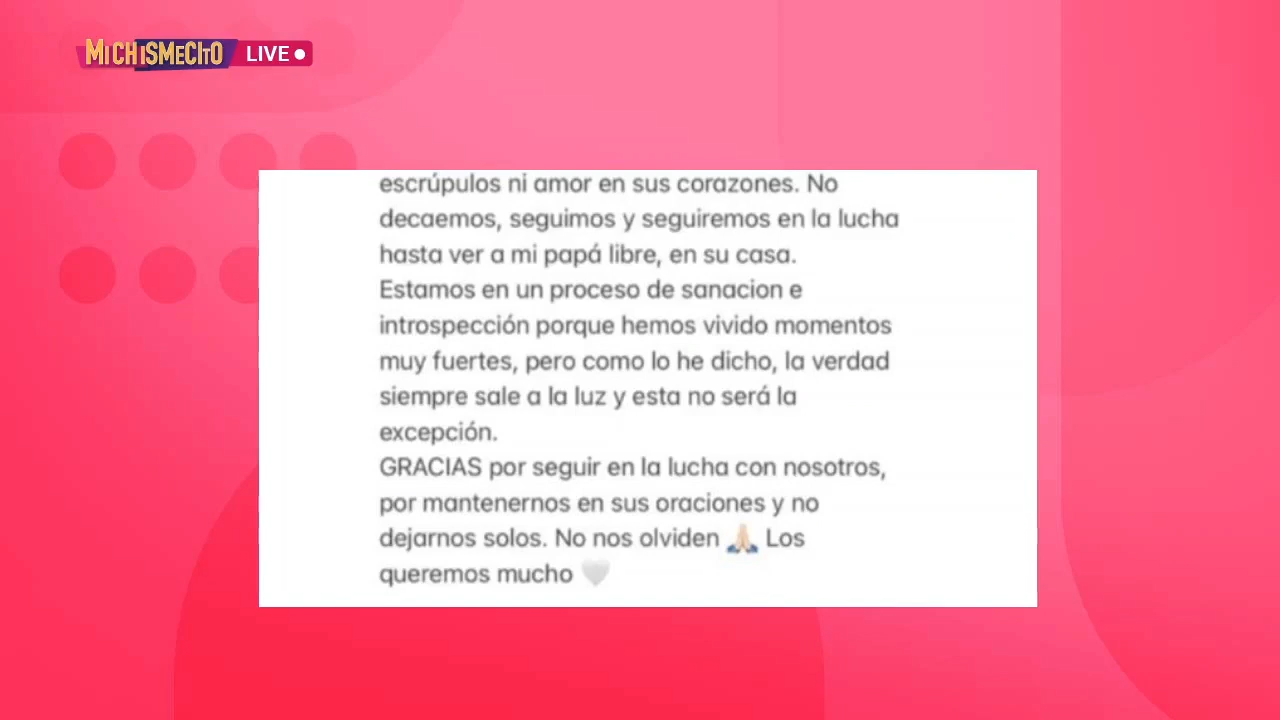 MICHISMECITO LIVE
escrúpulos ni amor en sus corazones. No
decaemos, seguimos y seguiremos en la lucha
hasta ver a mi papá libre, en su casa.
Estamos en un proceso de sanacion e
introspección porque hemos vivido momentos
muy fuertes, pero como lo he dicho, la verdad
siempre sale a la luz y esta no será la
excepción.
GRACIAS por seguir en la lucha con nosotros,
por mantenernos en sus oraciones y no
dejarnos solos. No nos olviden 🙏🏻 Los
queremos mucho 🤍